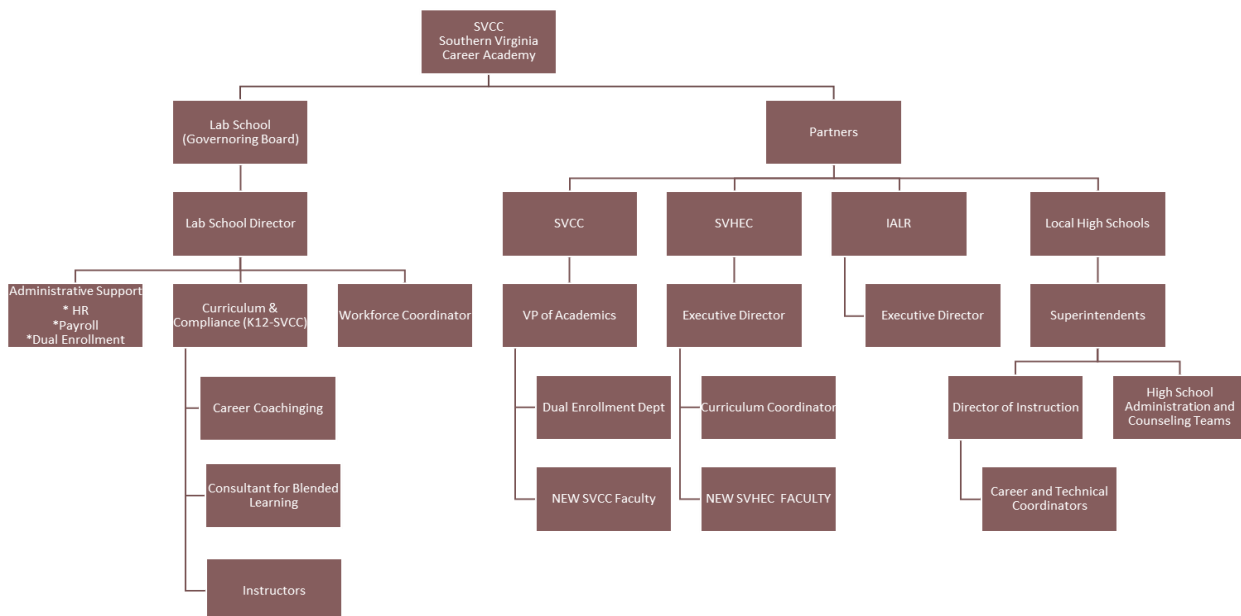 SVCC
Southern Virginia
Career Academy
Lab School
(Governoring Board)
Partners
Lab School Director
SVCC
SVHEC
IALR
Local High Schools
Administrative Support
* HR
*Payroll
*Dual Enrollment
Curriculum &
Compliance (K12-SVCC)
Workforce Coordinator
VP of Academics
Executive Director
Executive Director
Superintendents
Career Coachinging
Dual Enrollment Dept
Curriculum Coordinator
Director of Instruction
High School
Administration and
Counseling Teams
Consultant for Blended
Learning
NEW SVCC Faculty
NEW SVHEC FACULTY
Career and Technical
Coordinators
Instructors